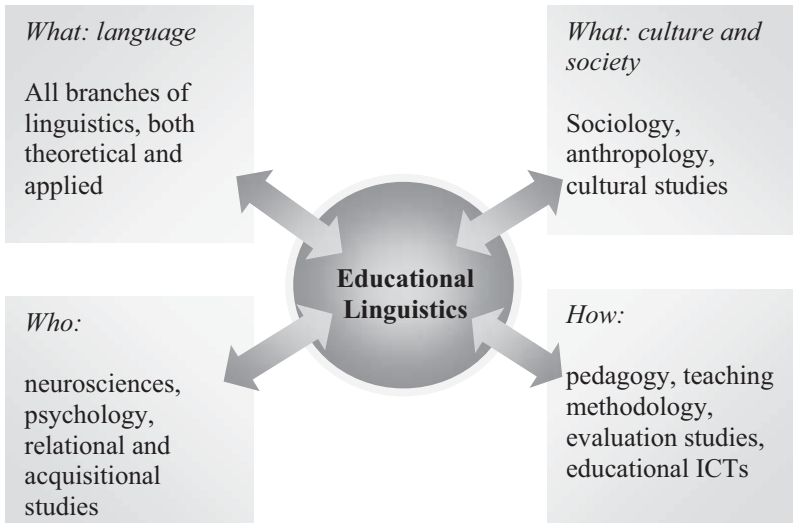 What: language
All branches of
linguistics, both
theoretical and
applied
What: culture and
society
Sociology,
anthropology,
cultural studies
Educational
Linguistics
Who:
neurosciences,
psychology,
relational and
acquisitional
studies
How:
pedagogy, teaching
methodology,
evaluation studies,
educational ICTs